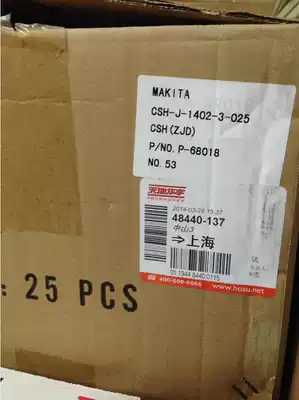 MAKITA
CSH-J-1402-3-025
CSH(ZJD)
P/NO. P-68018
NO. 53
天地华宇
2014-03-26 15:37
48440-137
中山3
→上海
: 25 PCS
400-808-6666
www.hoau.net